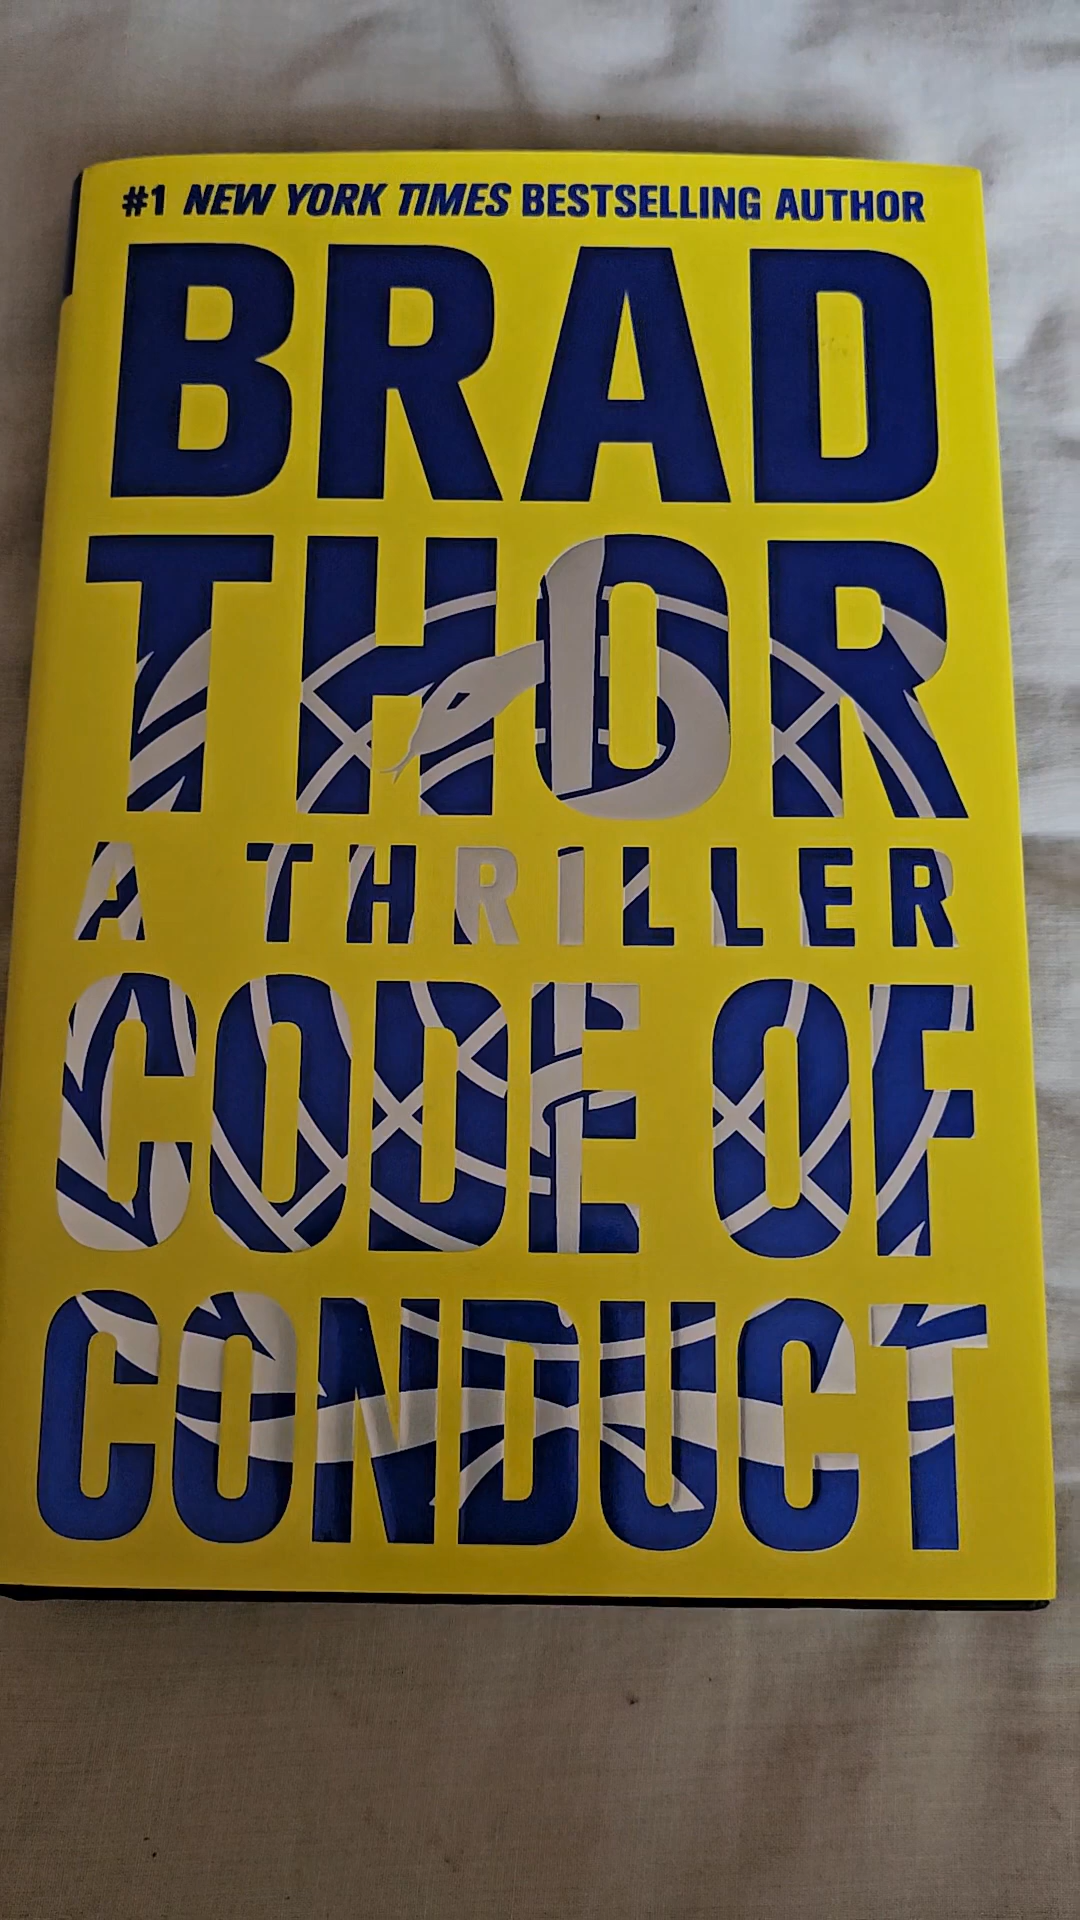 #1 NEW YORK TIMES BESTSELLING AUTHOR
BRAD
THOR
A THRILLER
CODE OF
CONDUCT